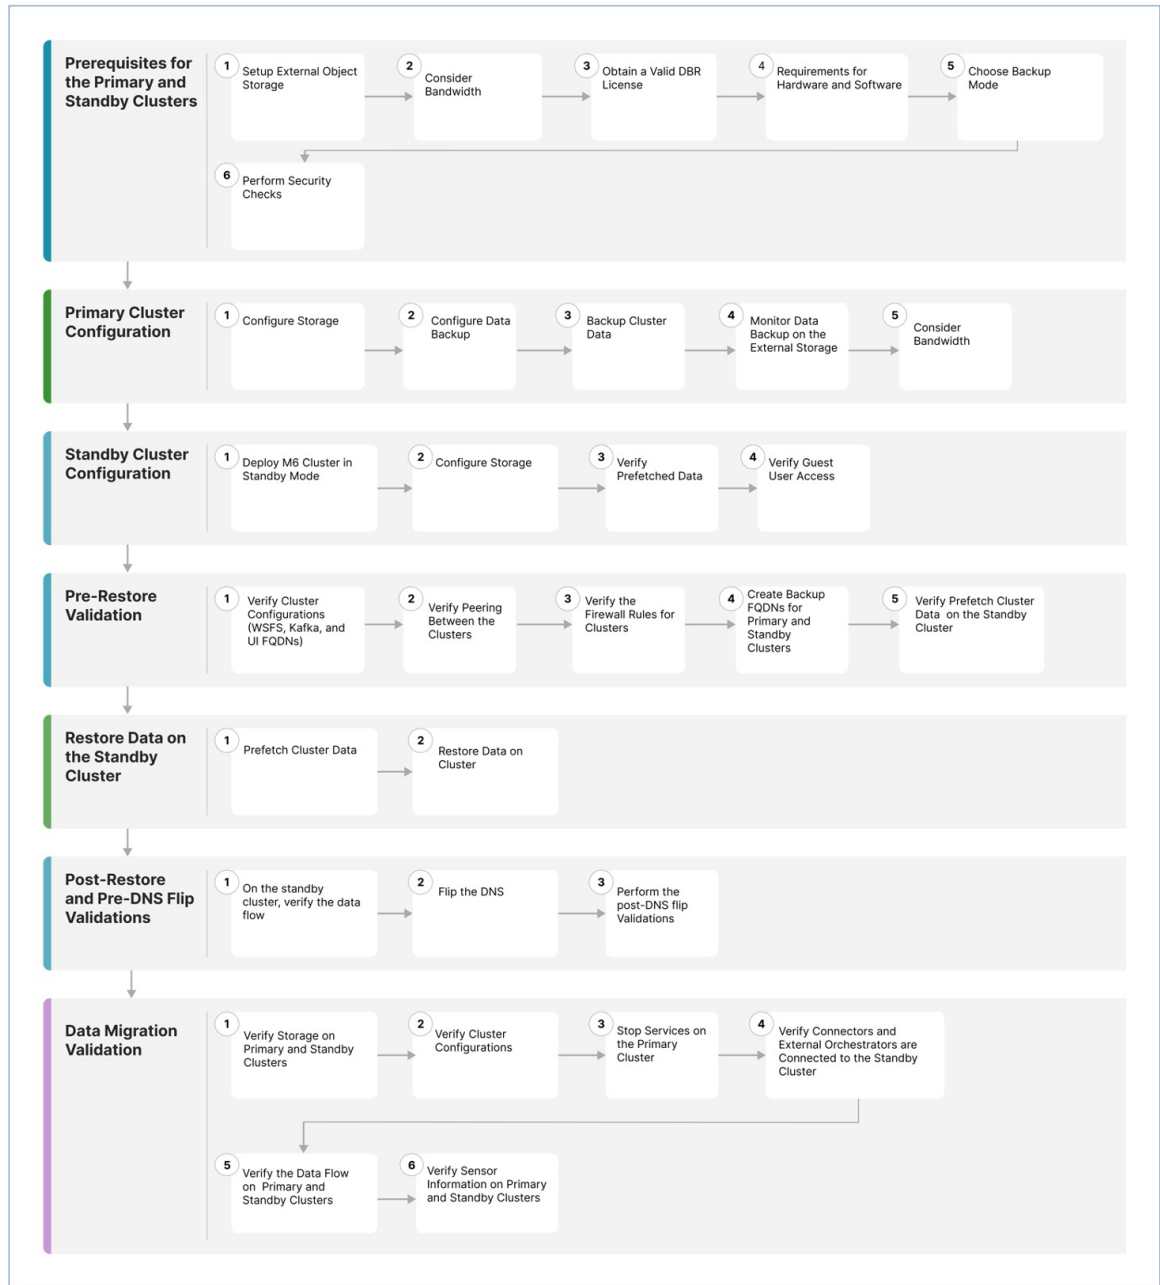 Prerequisites for
the Primary and
Standby Clusters
1
Setup External Object
Storage
2
Consider
Bandwidth
3
Obtain a Valid DBR
License
4
Requirements for
Hardware and Software
5
Choose Backup
Mode
6
Perform Security
Checks
Primary Cluster
Configuration
1
Configure Storage
2
Configure Data
Backup
3
Backup Cluster
Data
4
Monitor Data
Backup on the
External Storage
5
Consider
Bandwidth
Standby Cluster
Configuration
1
Deploy M6 Cluster in
Standby Mode
2
Configure Storage
3
Verify
Prefetched Data
4
Verify Guest
User Access
Pre-Restore
Validation
1
Verify Cluster
Configurations
(WSFS, Kafka, and
UI FQDNs)
2
Verify Peering
Between the
Clusters
3
Verify the
Firewall Rules for
Clusters
4
Create Backup
FQDNs for
Primary and
Standby
Clusters
5
Verify Prefetch Cluster
Data on the Standby
Cluster
Restore Data on
the Standby
Cluster
1
Prefetch Cluster Data
2
Restore Data on
Cluster
Post-Restore
and Pre-DNS Flip
Validations
1
On the standby
cluster, verify the data
flow
2
Flip the DNS
3
Perform the
post-DNS flip
Validations
Data Migration
Validation
1
Verify Storage on
Primary and Standby
Clusters
2
Verify Cluster
Configurations
3
Stop Services on
the Primary
Cluster
4
Verify Connectors and
External Orchestrators are
Connected to the Standby
Cluster
5
Verify the Data Flow
on Primary and
Standby Clusters
6
Verify Sensor
Information on Primary
and Standby Clusters